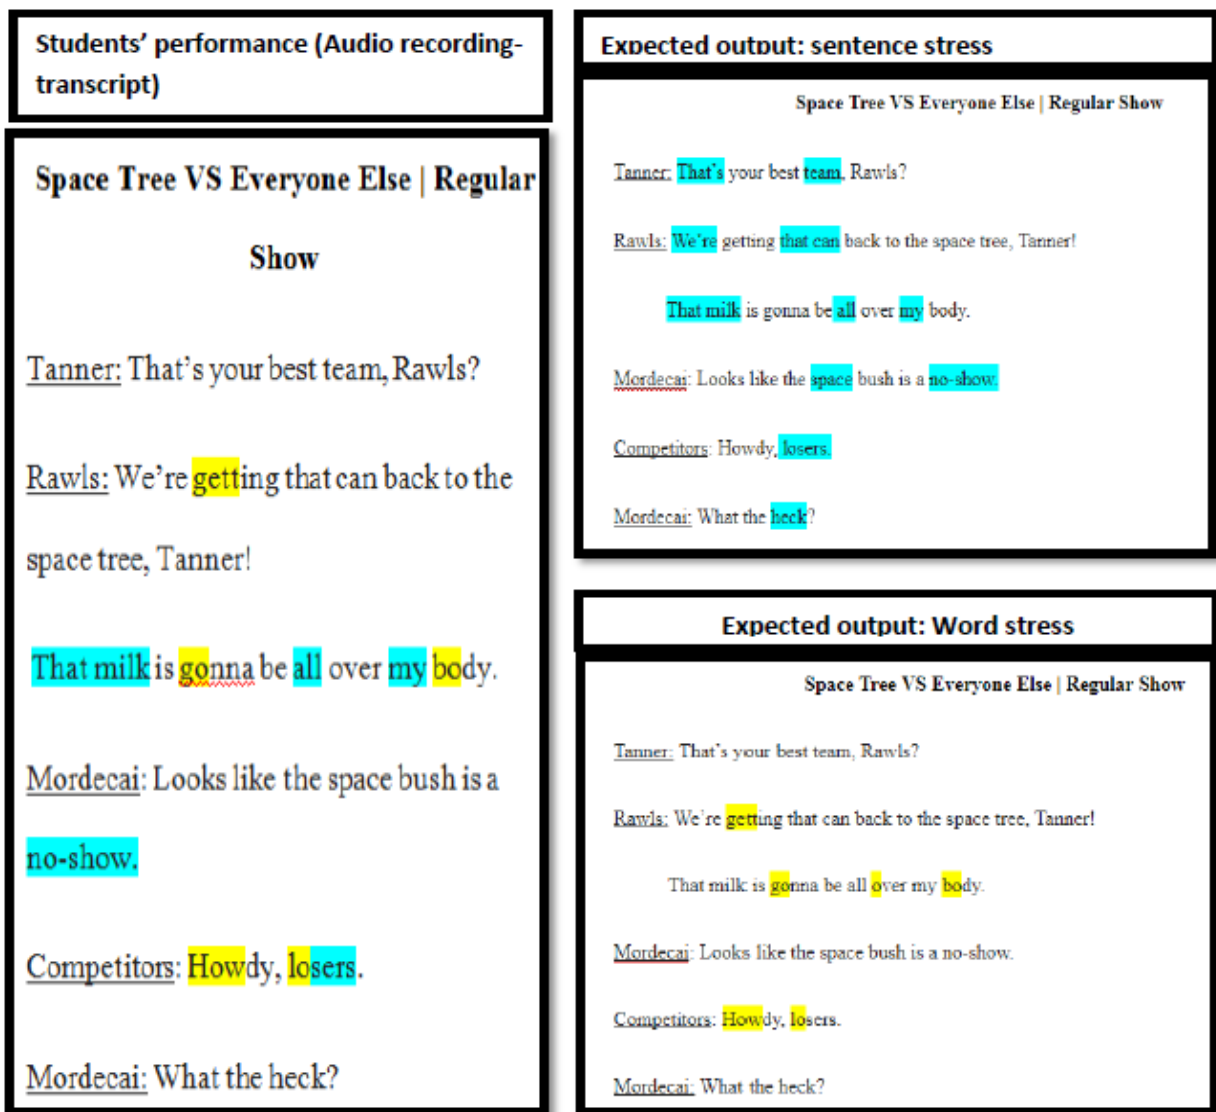 Students' performance (Audio recording-
transcript)
Space Tree VS Everyone Else | Regular
Show
Tanner: That's your best team, Rawls?
Rawls: We're getting that can back to the
space tree, Tanner!
That milk is gonna be all over my body.
Mordecai: Looks like the space bush is a
no-show.
Competitors: Howdy, losers.
Mordecai: What the heck?
Expected output: sentence stress
Space Tree VS Everyone Else | Regular Show
Tanner: That's your best team, Rawls?
Rawls: We're getting that can back to the space tree, Tanner!
That milk is gonna be all over my body.
Mordecai: Looks like the space bush is a no-show.
Competitors: Howdy, losers.
Mordecai: What the heck?
Expected output: Word stress
Space Tree VS Everyone Else | Regular Show
Tanner: That's your best team, Rawls?
Rawls: We're getting that can back to the space tree, Tanner!
That milk is gonna be all over my body.
Mordecai: Looks like the space bush is a no-show.
Competitors: Howdy, losers.
Mordecai: What the heck?